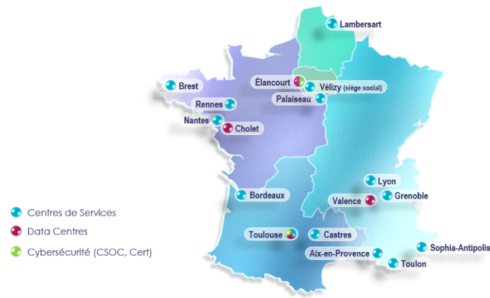 Lambersart
Élancourt
Vélizy (siège social)
Brest
Palaiseau
Rennes
Nantes
Cholet
Lyon
Bordeaux
Valence
Grenoble
Centres de Services
Data Centres
Toulouse
Castres
Sophia-Antipolis
Cybersécurité (CSOC, Cert)
Aix-en-Provence
Toulon